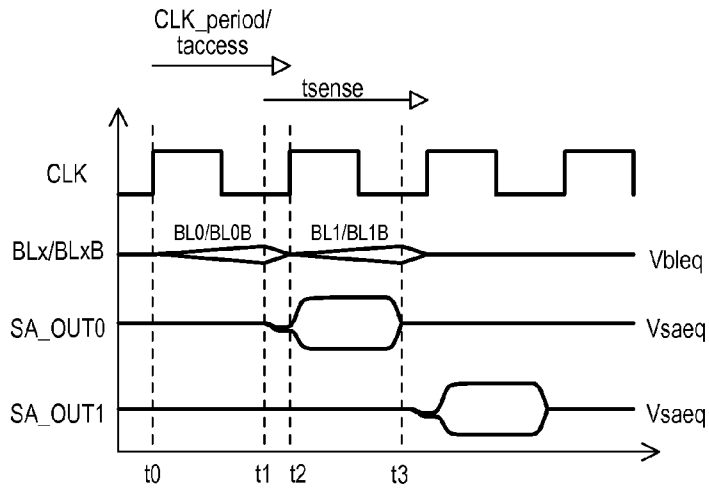 CLK_period/
taccess
tsense
CLK
BL0/BL0B
BL1/BL1B
BLx/BLxB
Vbleq
SA_OUT0
Vsaeq
SA_OUT1
Vsaeq
t0
t1
t2
t3